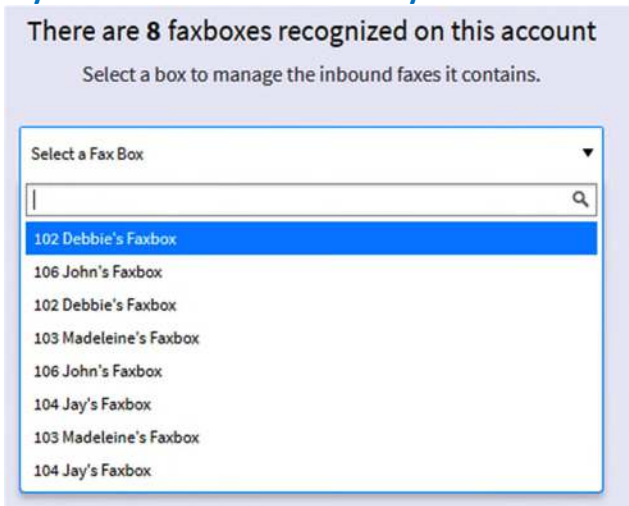 There are 8 faxboxes recognized on this account
Select a box to manage the inbound faxes it contains.
Select a Fax Box
102 Debbie's Faxbox
106 John's Faxbox
102 Debbie's Faxbox
103 Madeleine's Faxbox
106 John's Faxbox
104 Jay's Faxbox
103 Madeleine's Faxbox
104 Jay's Faxbox